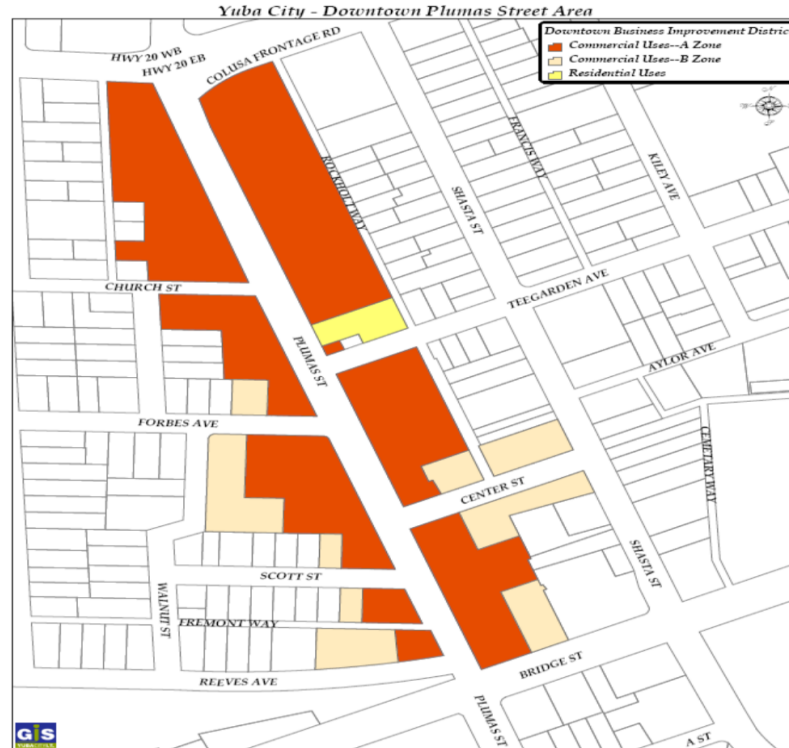 Yuba City - Downtown Plumas Street Area
Downtown Business Improvement Distric
Commercial Uses--A Zone
Commercial Uses--B Zone
Residential Uses
HWY 20 WB
HWY 20 EB
COLUSA FRONTAGE RD
ROCKHOLT WAY
FRANCIS WAY
KILEY AVE
SHASTA ST
CHURCH ST
TEEGARDEN AVE
PLUMAS ST
AYLOR AVE
FORBES AVE
CEMETARY WAY
CENTER ST
SHASTA ST
SCOTT ST
WALNUT ST
FREMONT WAY
BRIDGE ST
REEVES AVE
PLUMAS ST
A ST
GIS